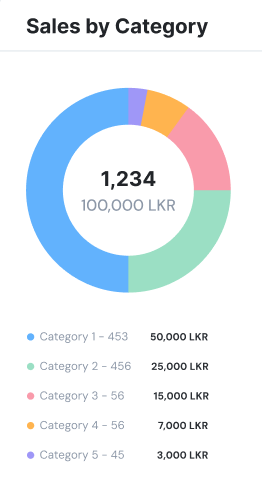 Sales by Category
1,234
100,000 LKR
Category 1 - 453 50,000 LKR
Category 2 - 456 25,000 LKR
Category 3 - 56 15,000 LKR
Category 4 - 56 7,000 LKR
Category 5 - 45 3,000 LKR